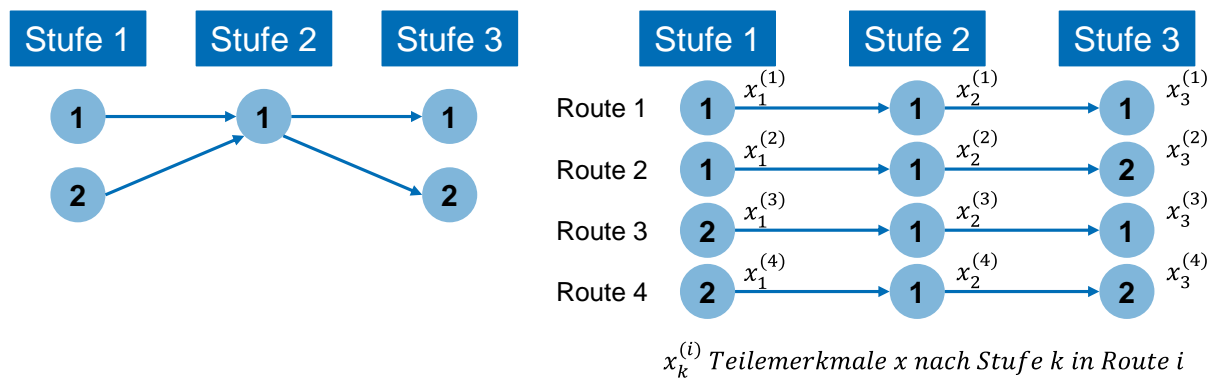 Stufe 1 Stufe 2 Stufe 3
1 1 1
2 2
Stufe 1 Stufe 2 Stufe 3
Route 1 1 x_1^{(1)} 1 x_2^{(1)} 1 x_3^{(1)}
Route 2 1 x_1^{(2)} 1 x_2^{(2)} 2 x_3^{(2)}
Route 3 2 x_1^{(3)} 1 x_2^{(3)} 1 x_3^{(3)}
Route 4 2 x_1^{(4)} 1 x_2^{(4)} 2 x_3^{(4)}
x_k^{(i)} Teilemerkmale x nach Stufe k in Route i